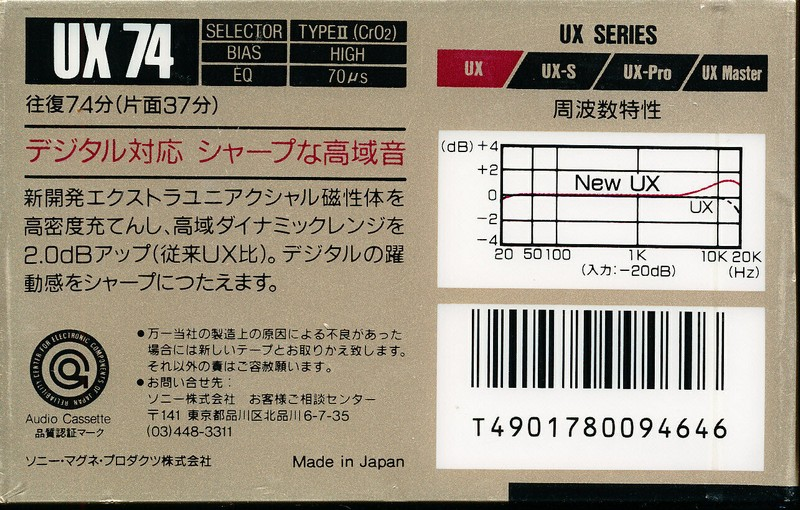 UX 74
SELECTOR TYPEⅡ (CrO₂)
BIAS HIGH
EQ 70μs
往復74分(片面37分)
デジタル対応 シャープな高域音
新開発エクストラユニアクシャル磁性体を
高密度充てんし、高域ダイナミックレンジを
2.0dBアップ(従来UX比)。デジタルの躍
動感をシャープにつたえます。
RELIABILITY CENTER FOR ELECTRONIC COMPONENTS OF JAPAN
Audio Cassette
品質認証マーク
●万一当社の製造上の原因による不良があった
場合には新しいテープとお取りかえ致します。
それ以外の責はご容赦願います。
●お問い合せ先:
ソニー株式会社 お客様ご相談センター
〒141 東京都品川区北品川6-7-35
(03)448-3311
ソニー・マグネ・プロダクツ株式会社
Made in Japan
UX SERIES
UX UX-S UX-Pro UX Master
周波数特性
(dB) +4
+2
0
−2
−4
New UX
UX
20 50 100 1K 10K 20K
(入力:−20dB) (Hz)
T4901780094646